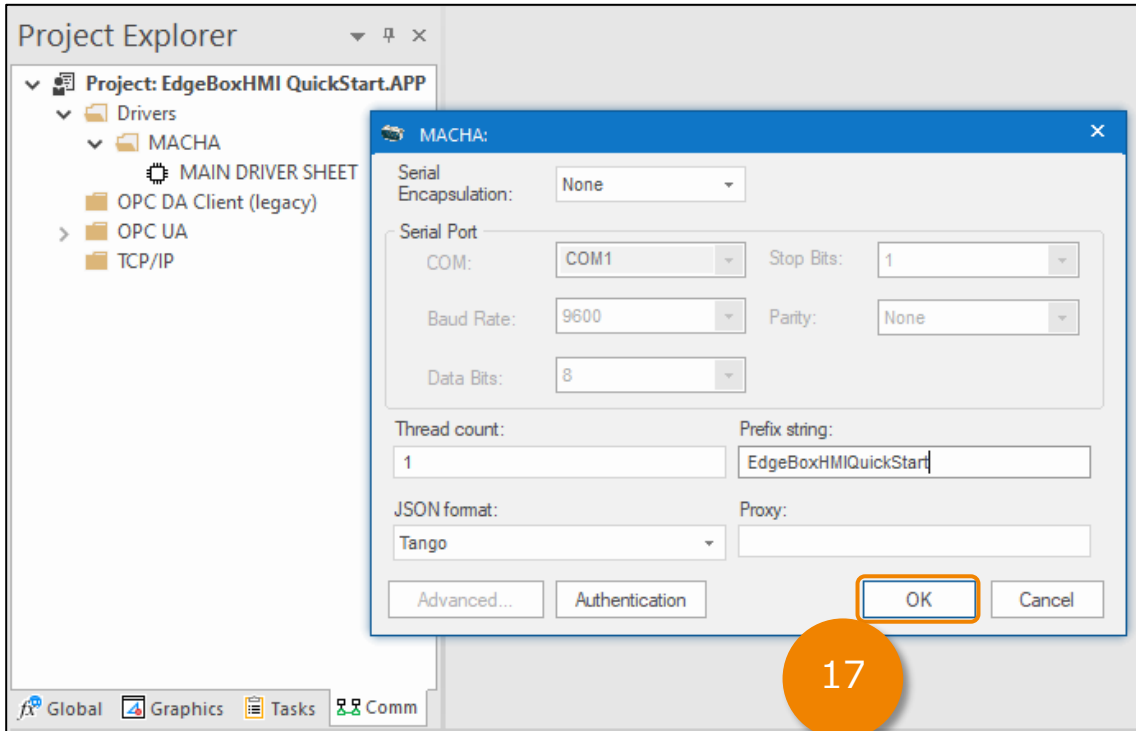 Project Explorer
Project: EdgeBoxHMI QuickStart.APP
Drivers
MACHA
MAIN DRIVER SHEET
OPC DA Client (legacy)
OPC UA
TCP/IP
Global
Graphics
Tasks
Comm
MACHA:
Serial
Encapsulation:
None
Serial Port
COM:
COM1
Stop Bits:
1
Baud Rate:
9600
Parity:
None
Data Bits:
8
Thread count:
Prefix string:
1
EdgeBoxHMIQuickStart
JSON format:
Proxy:
Tango
Advanced...
Authentication
OK
Cancel
17